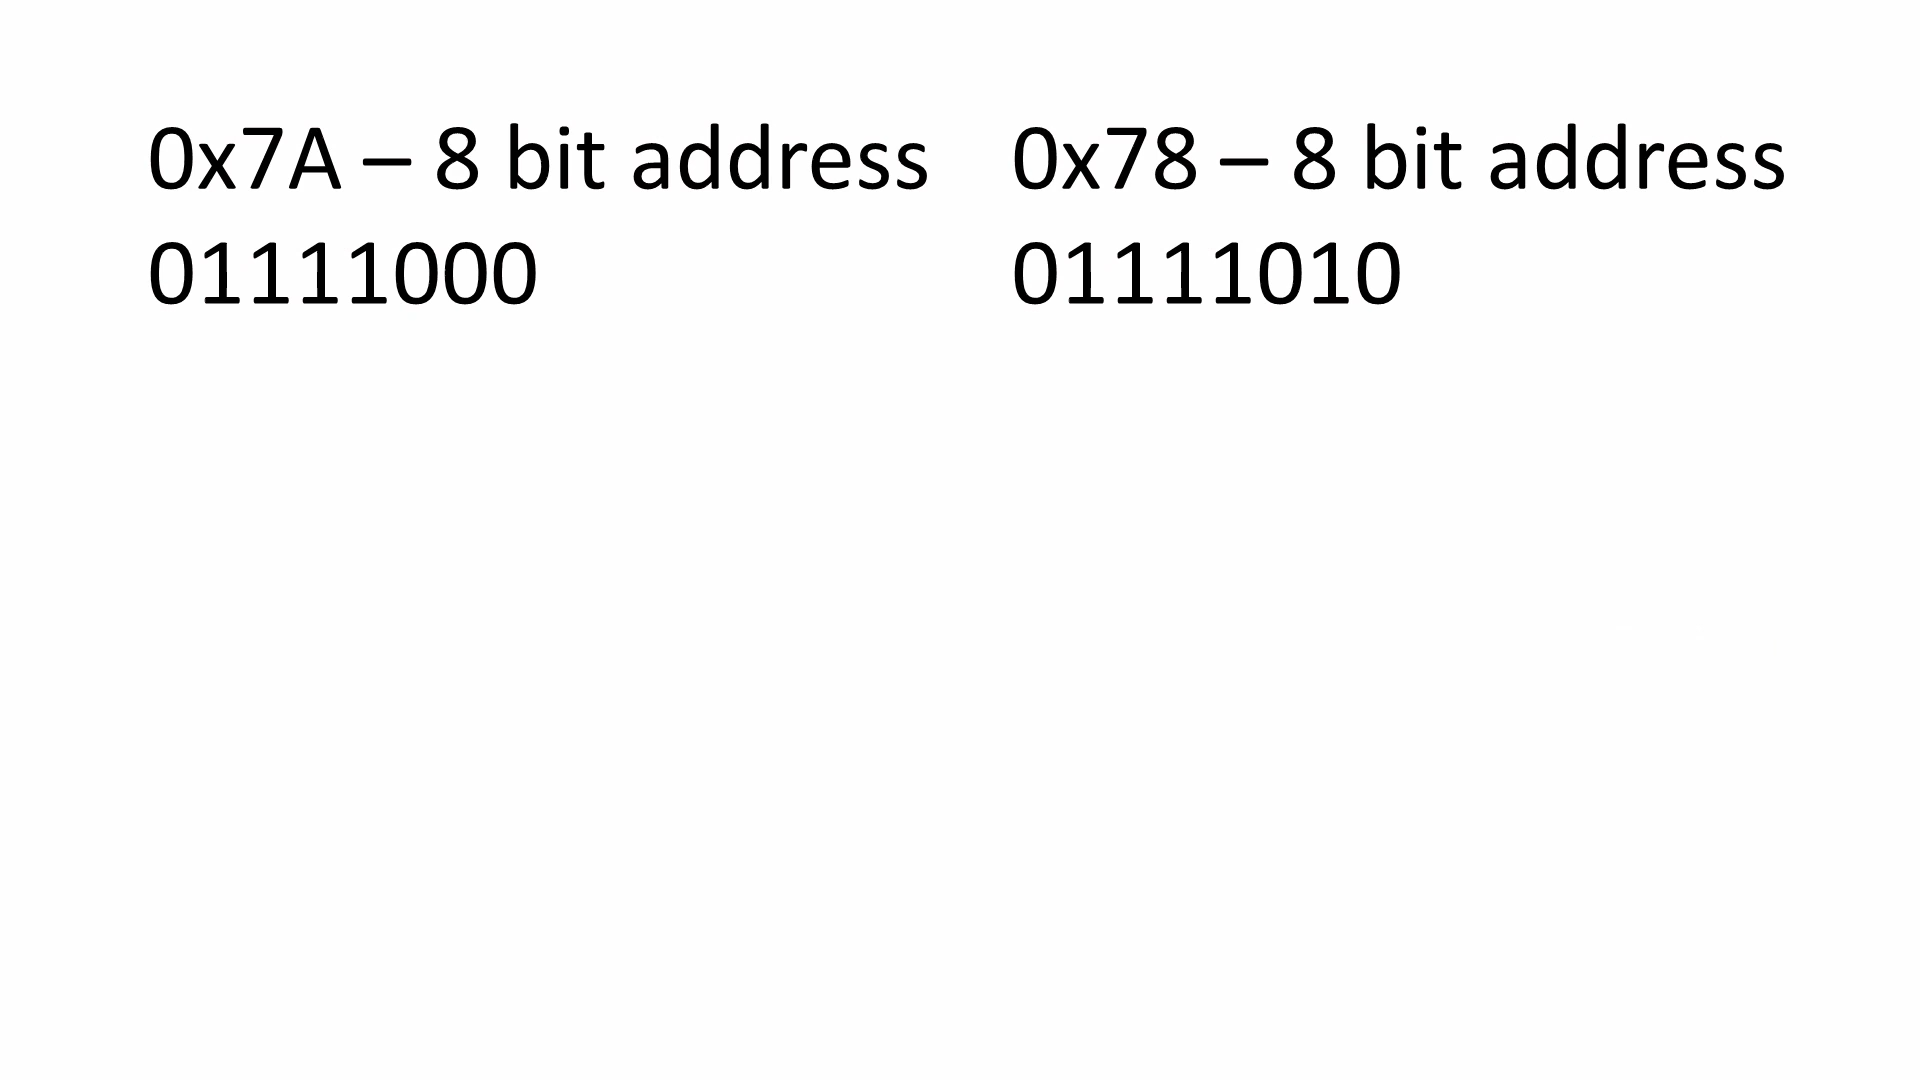 0x7A – 8 bit address
01111000
0x78 – 8 bit address
01111010